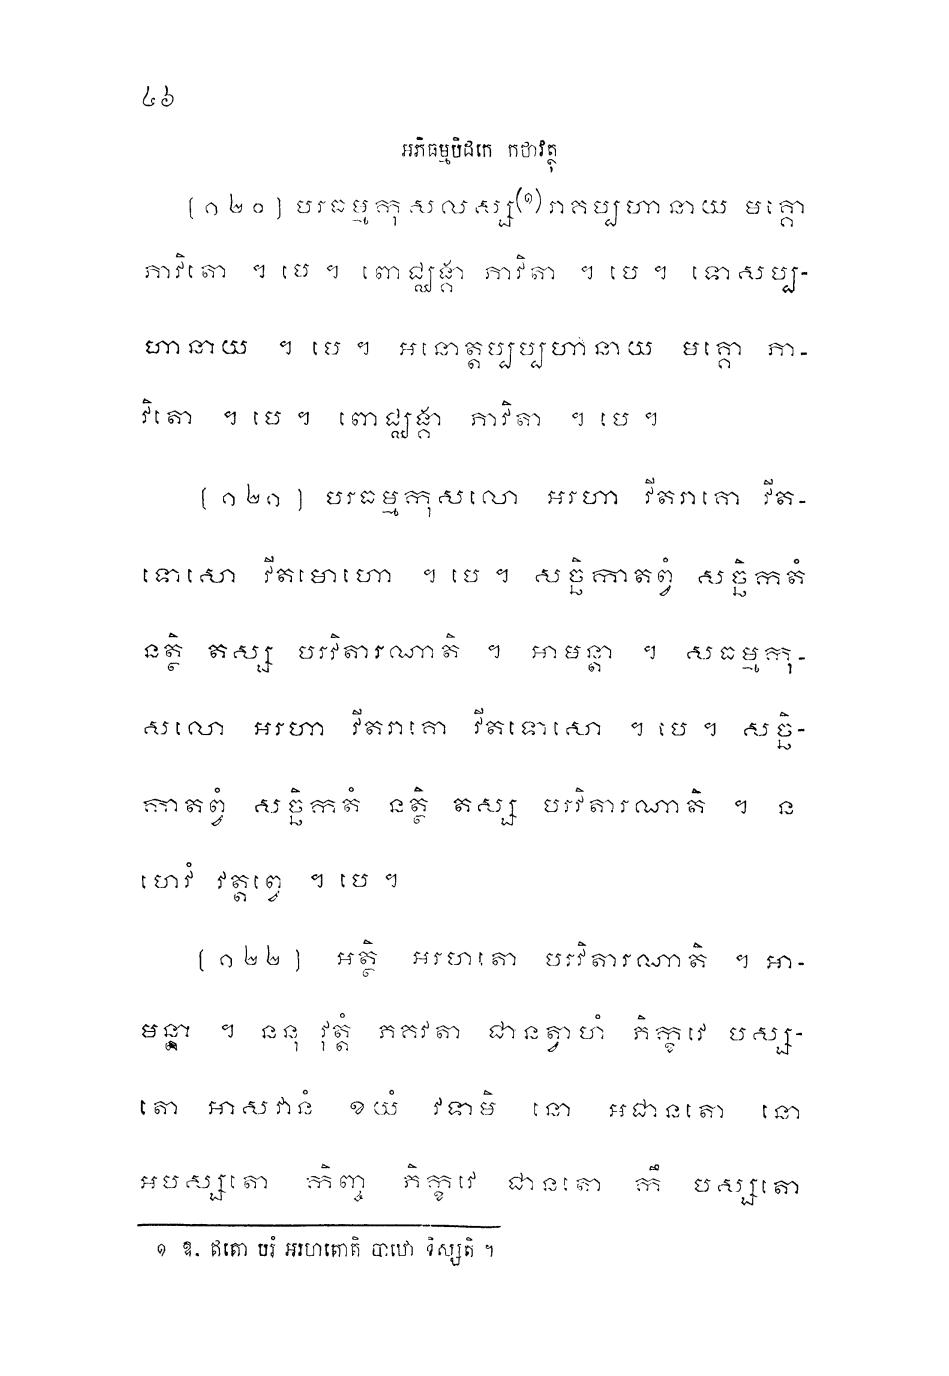 ៤៦
អភិធម្មបិដកេ កថាវត្ថុ
(១២០) បរធម្មកុសលស្ស(១) រាគប្បហានាយ មគ្គោ
ភាវិតោ ។ បេ ។ ពោជ្ឈង្គា ភាវិតា ។ បេ ។ ទោសប្ប-
ហានាយ ។ បេ ។ អនោត្តប្បប្បហានាយ មគ្គោ ភា-
វិតោ ។ បេ ។ ពោជ្ឈង្គា ភាវិតា ។ បេ ។
(១២១) បរធម្មកុសលោ អរហា វីតរាគោ វីត-
ទោសោ វីតមោហោ ។ បេ ។ សច្ឆិកាតព្វំ សច្ឆិកតំ
នត្ថិ តស្ស បរវិតារណាតិ ។ អាមន្តា ។ សធម្មកុ-
សលោ អរហា វីតរាគោ វីតទោសោ ។ បេ ។ សច្ឆិ-
កាតព្វំ សច្ឆិកតំ នត្ថិ តស្ស បរវិតារណាតិ ។ ន
ហេវំ វត្តព្វេ ។ បេ ។
(១២២) អត្ថិ អរហតោ បរវិតារណាតិ ។ អា-
មន្តា ។ ននុ វុត្តំ ភគវតា ជានត្វាហំ ភិក្ខវេ បស្ស-
តោ អាសវានំ ខយំ វទាមិ នោ អជានតោ នោ
អបស្សតោ កិញ្ច ភិក្ខវេ ជានតោ កឹ បស្សតោ
១ ឱ. ឥតោ បរំ អរហតោតិ បាឋោ ទិស្សតិ ។